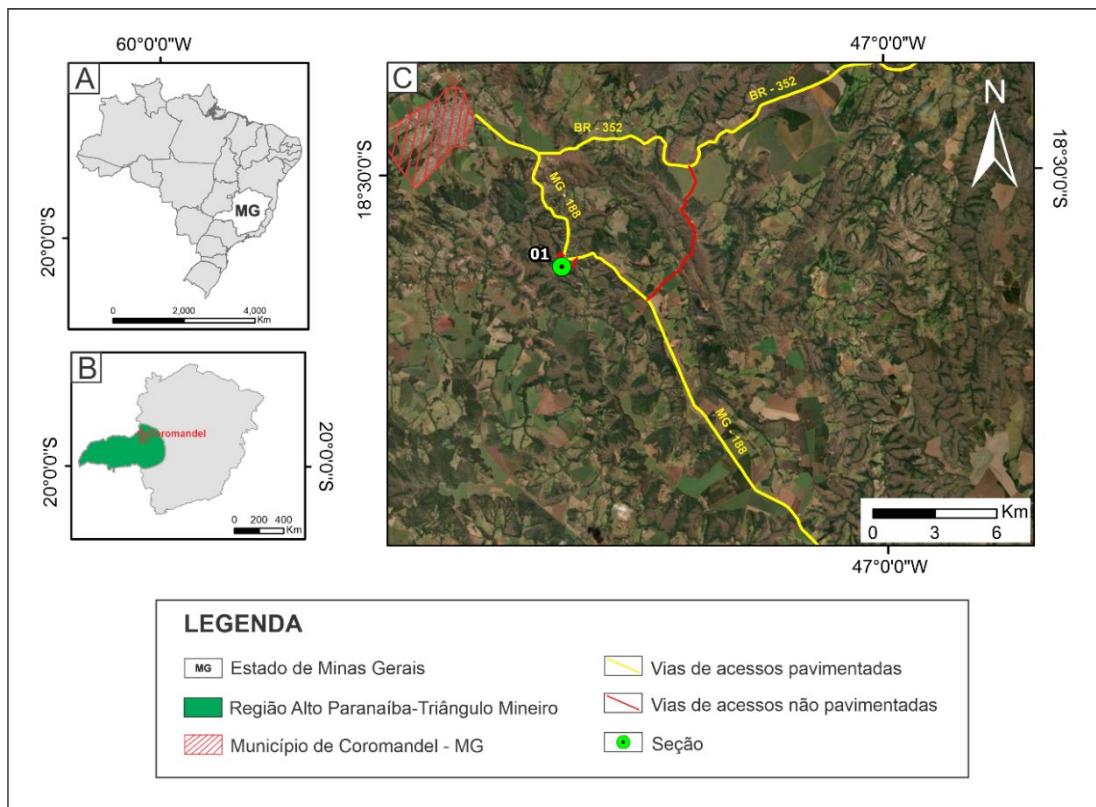 60°0'0"W
A
20°0'0"S
MG
0 2,000 4,000
Km
B
20°0'0"S
Coromandel
20°0'0"S
0 200 400
Km
47°0'0"W
C
BR - 352
BR - 352
N
18°30'0"S
18°30'0"S
MG - 188
01
MG - 188
Km
0 3 6
47°0'0"W
LEGENDA
MG Estado de Minas Gerais
Região Alto Paranaíba-Triângulo Mineiro
Município de Coromandel - MG
Vias de acessos pavimentadas
Vias de acessos não pavimentadas
Seção